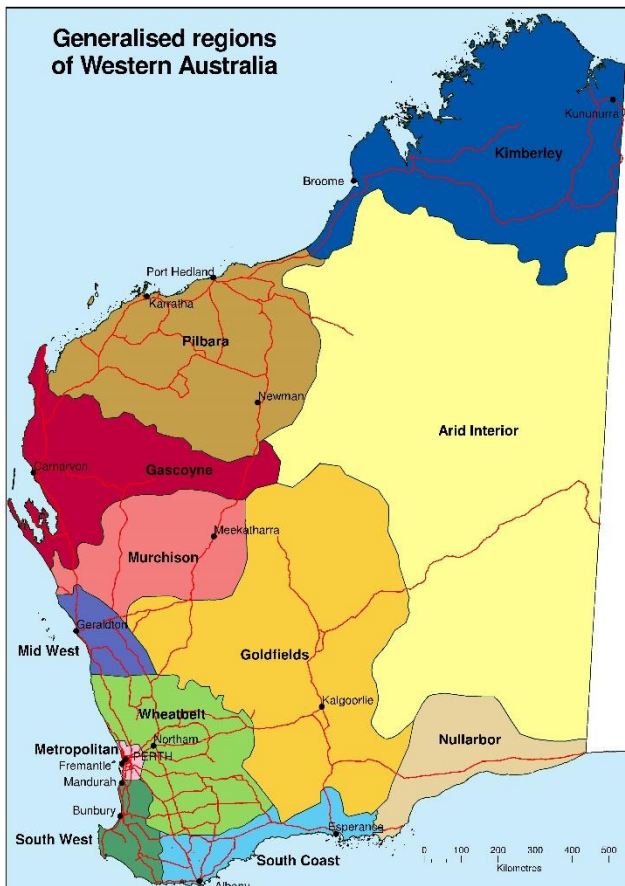 Generalised regions
of Western Australia
Kununurra
Kimberley
Broome
Port Hedland
Karratha
Pilbara
Newman
Arid Interior
Carnarvon
Gascoyne
Meekatharra
Murchison
Geraldton
Mid West
Goldfields
Kalgoorlie
Wheatbelt
Nullarbor
Northam
Metropolitan
PERTH
Fremantle
Mandurah
Bunbury
Esperance
South West
South Coast
Albany
0 100 200 300 400 500
Kilometres